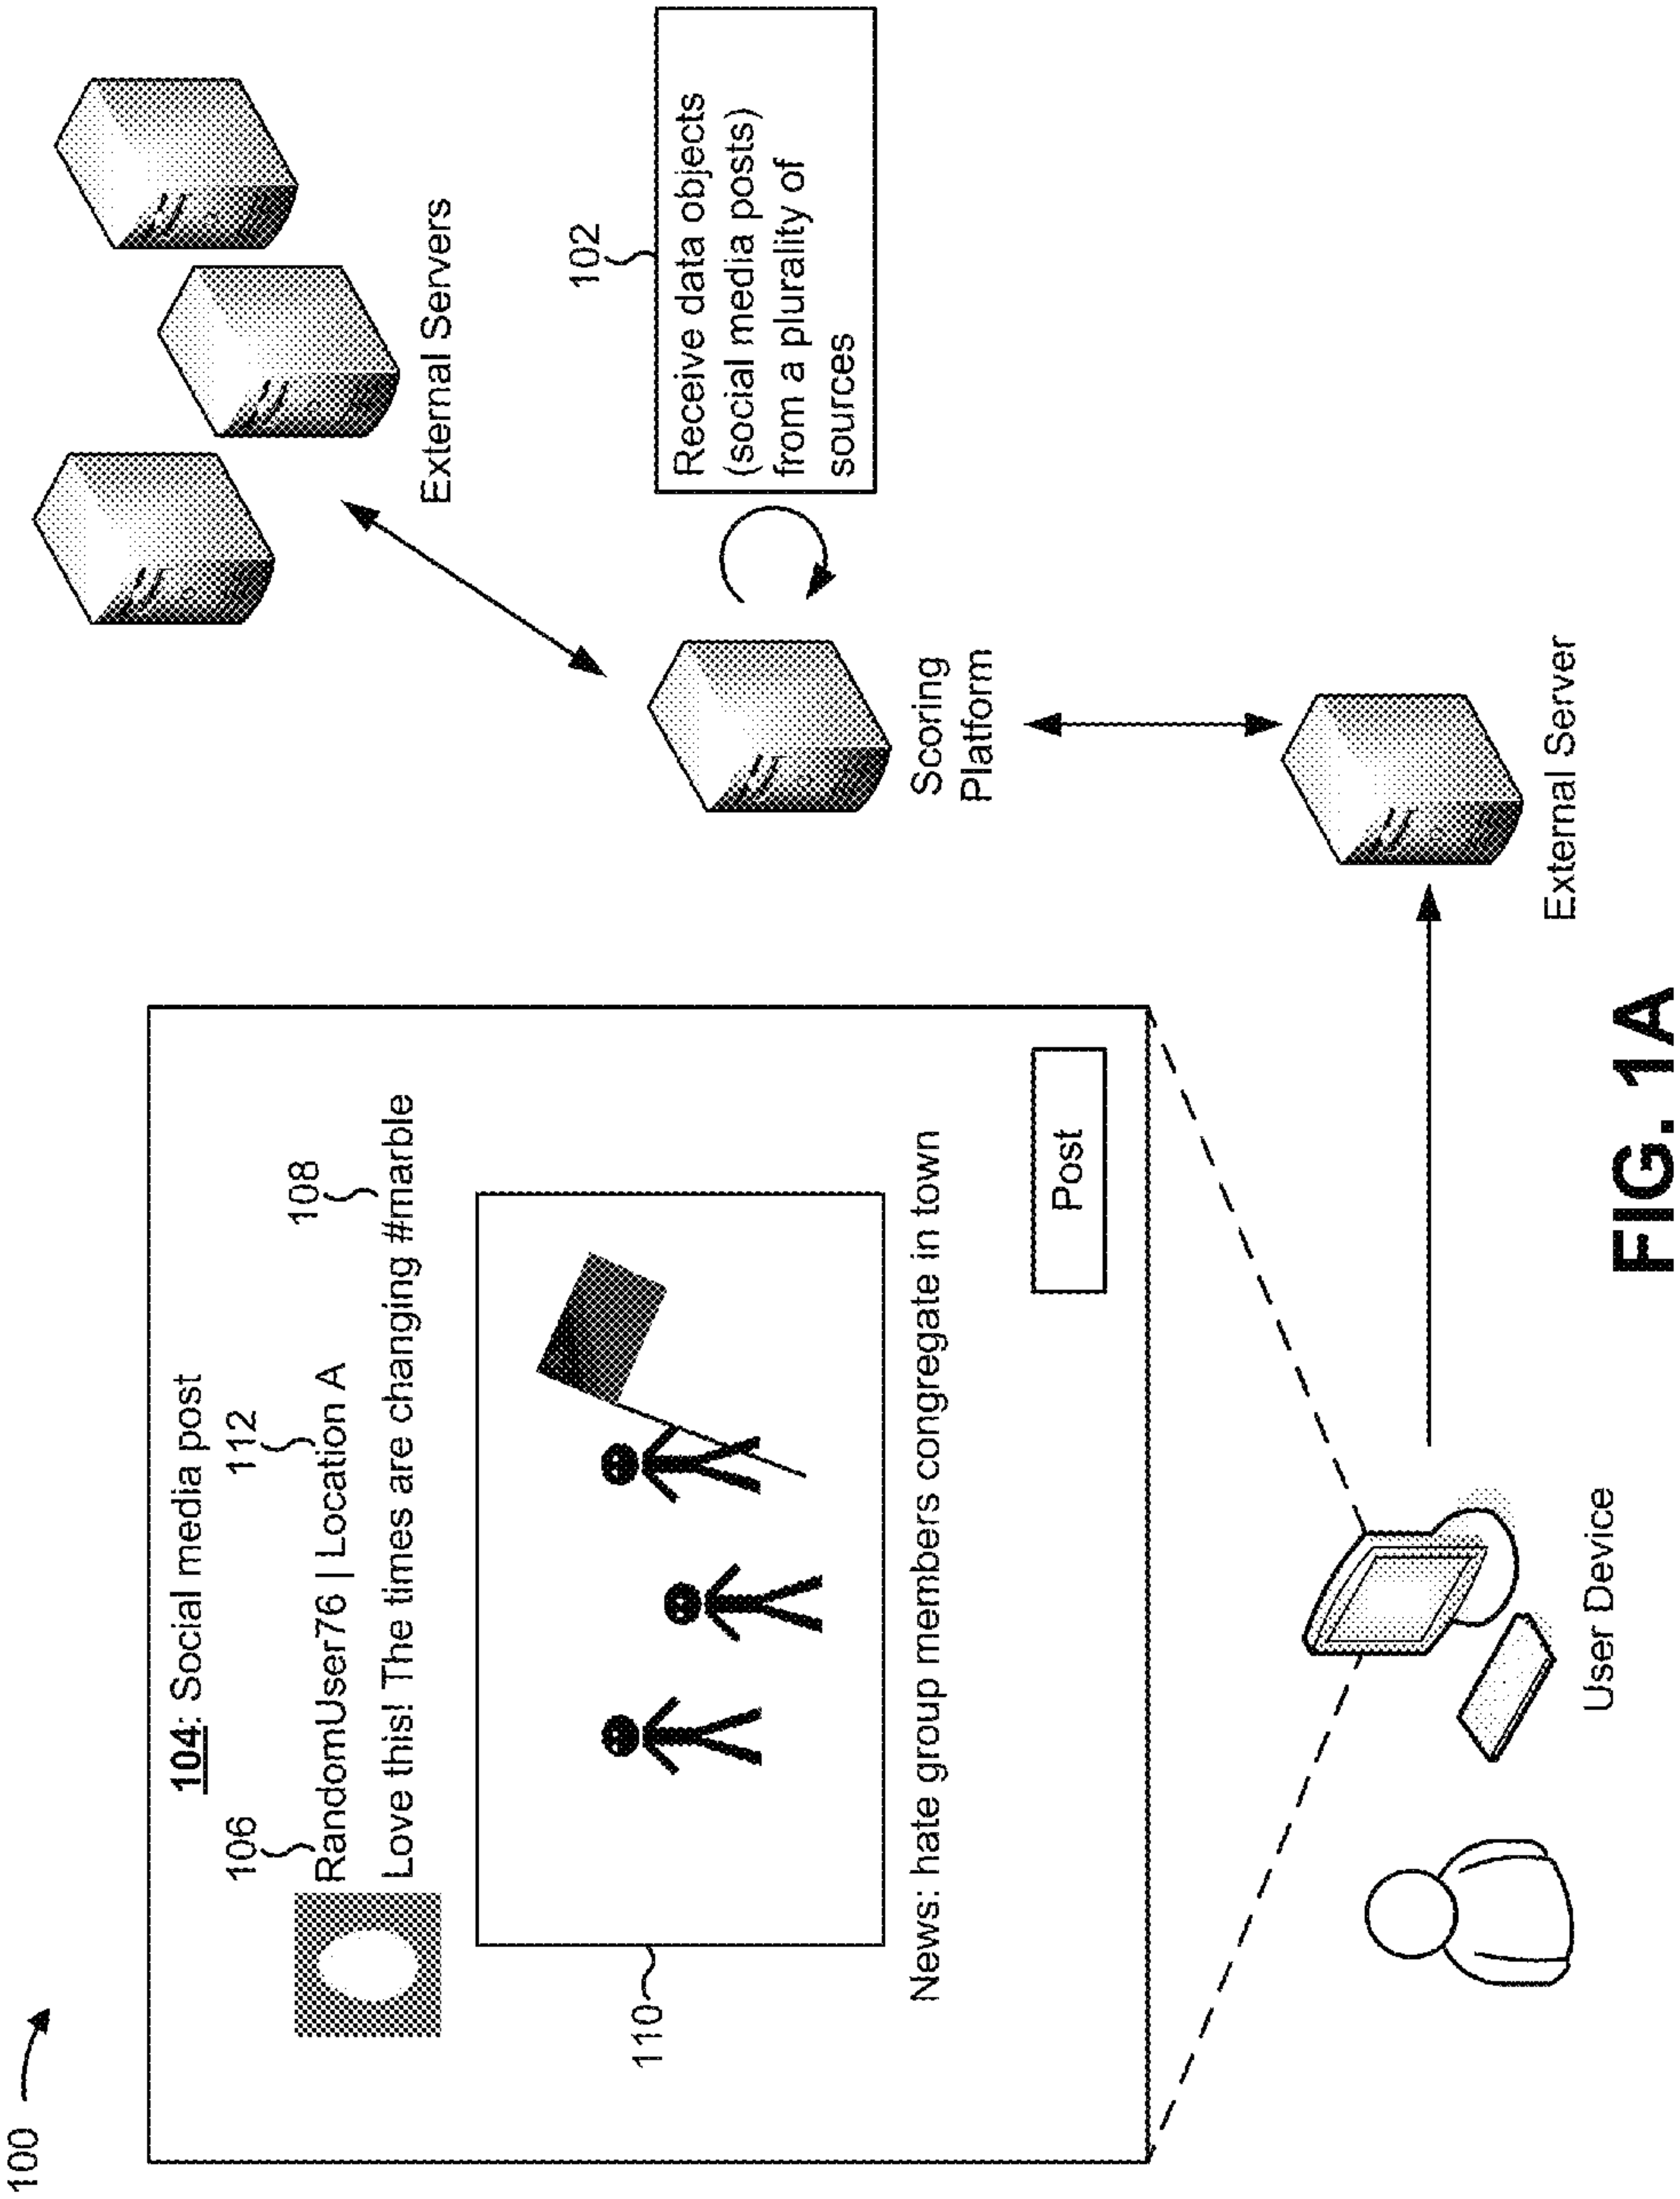 100
104: Social media post
106
112
RandomUser76 | Location A
108
Love this! The times are changing #marble
110
News: hate group members congregate in town
Post
User Device
External Server
Scoring
Platform
External Servers
102
Receive data objects
(social media posts)
from a plurality of
sources
FIG. 1A